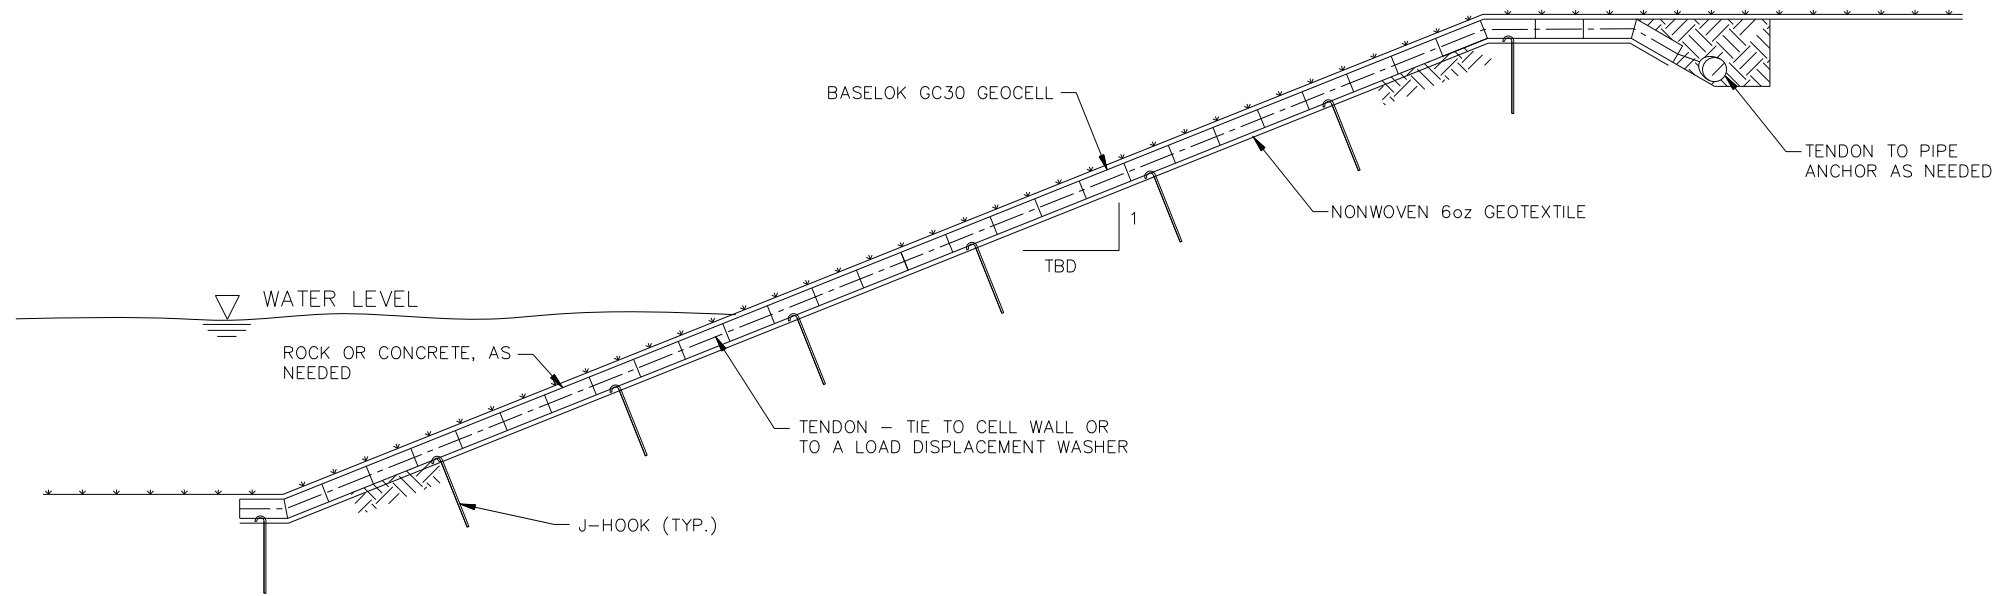 BASELOK GC30 GEOCELL
TENDON TO PIPE
ANCHOR AS NEEDED
NONWOVEN 6oz GEOTEXTILE
1
TBD
WATER LEVEL
ROCK OR CONCRETE, AS
NEEDED
TENDON – TIE TO CELL WALL OR
TO A LOAD DISPLACEMENT WASHER
J–HOOK (TYP.)